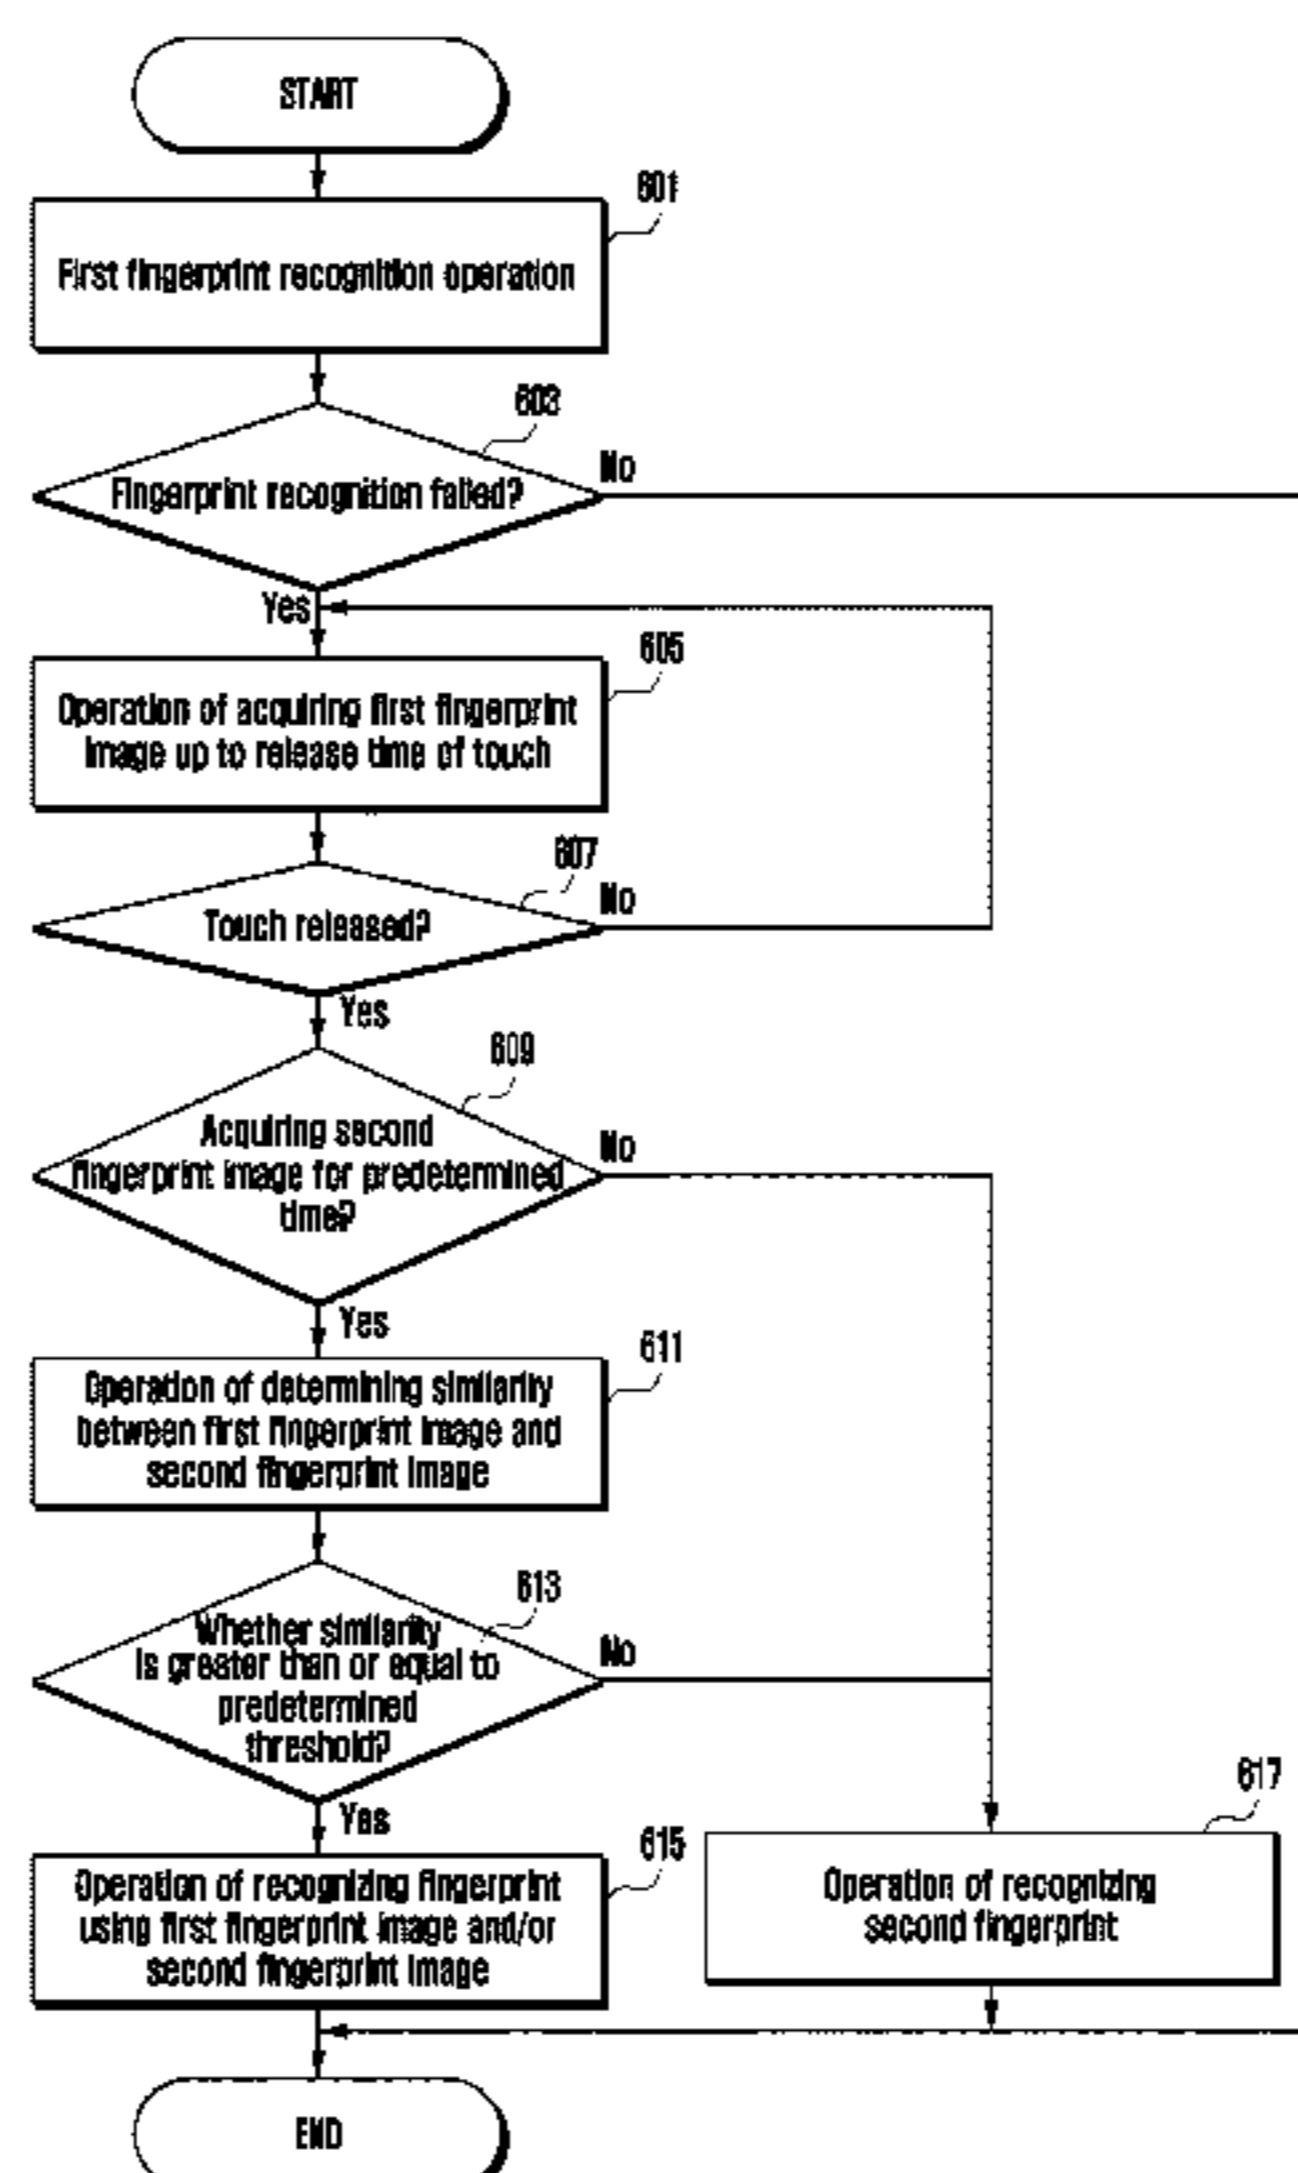 START
601
First fingerprint recognition operation
603
Fingerprint recognition failed?
No
Yes
605
Operation of acquiring first fingerprint
image up to release time of touch
607
Touch released?
No
Yes
609
Acquiring second
fingerprint image for predetermined
time?
No
Yes
611
Operation of determining similarity
between first fingerprint image and
second fingerprint image
613
Whether similarity
is greater than or equal to
predetermined
threshold?
No
Yes
615
Operation of recognizing fingerprint
using first fingerprint image and/or
second fingerprint image
617
Operation of recognizing
second fingerprint
END